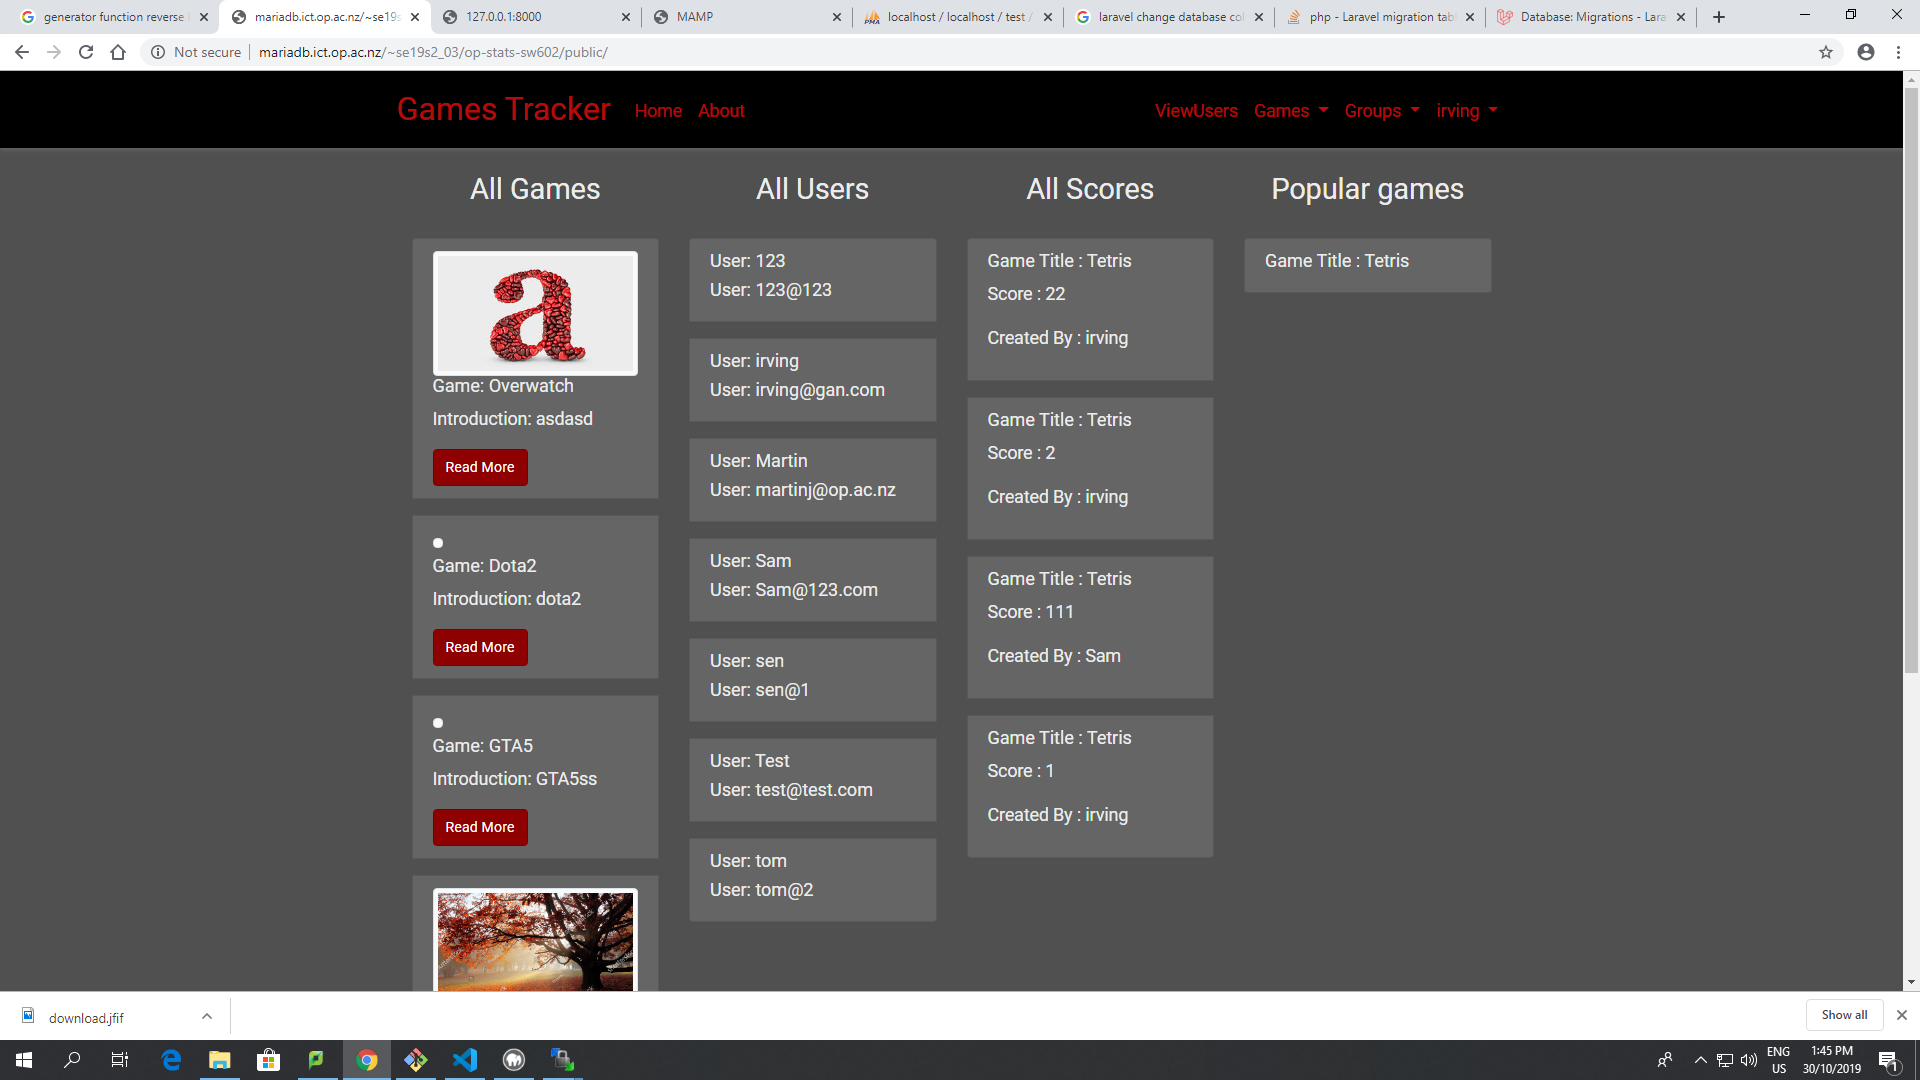 generator function reverse
mariadb.ict.op.ac.nz/~se19s
127.0.0.1:8000
MAMP
localhost / localhost / test /
laravel change database col
php - Laravel migration tab
Database: Migrations - Lara
Not secure
mariadb.ict.op.ac.nz/~se19s2_03/op-stats-sw602/public/
Games Tracker
Home
About
ViewUsers
Games
Groups
irving
All Games
All Users
All Scores
Popular games
a
Game: Overwatch
Introduction: asdasd
Read More
Game: Dota2
Introduction: dota2
Read More
Game: GTA5
Introduction: GTA5ss
Read More
User: 123
User: 123@123
User: irving
User: irving@gan.com
User: Martin
User: martinj@op.ac.nz
User: Sam
User: Sam@123.com
User: sen
User: sen@1
User: Test
User: test@test.com
User: tom
User: tom@2
Game Title : Tetris
Score : 22
Created By : irving
Game Title : Tetris
Score : 2
Created By : irving
Game Title : Tetris
Score : 111
Created By : Sam
Game Title : Tetris
Score : 1
Created By : irving
Game Title : Tetris
download.jfif
Show all
ENG
US
1:45 PM
30/10/2019
1